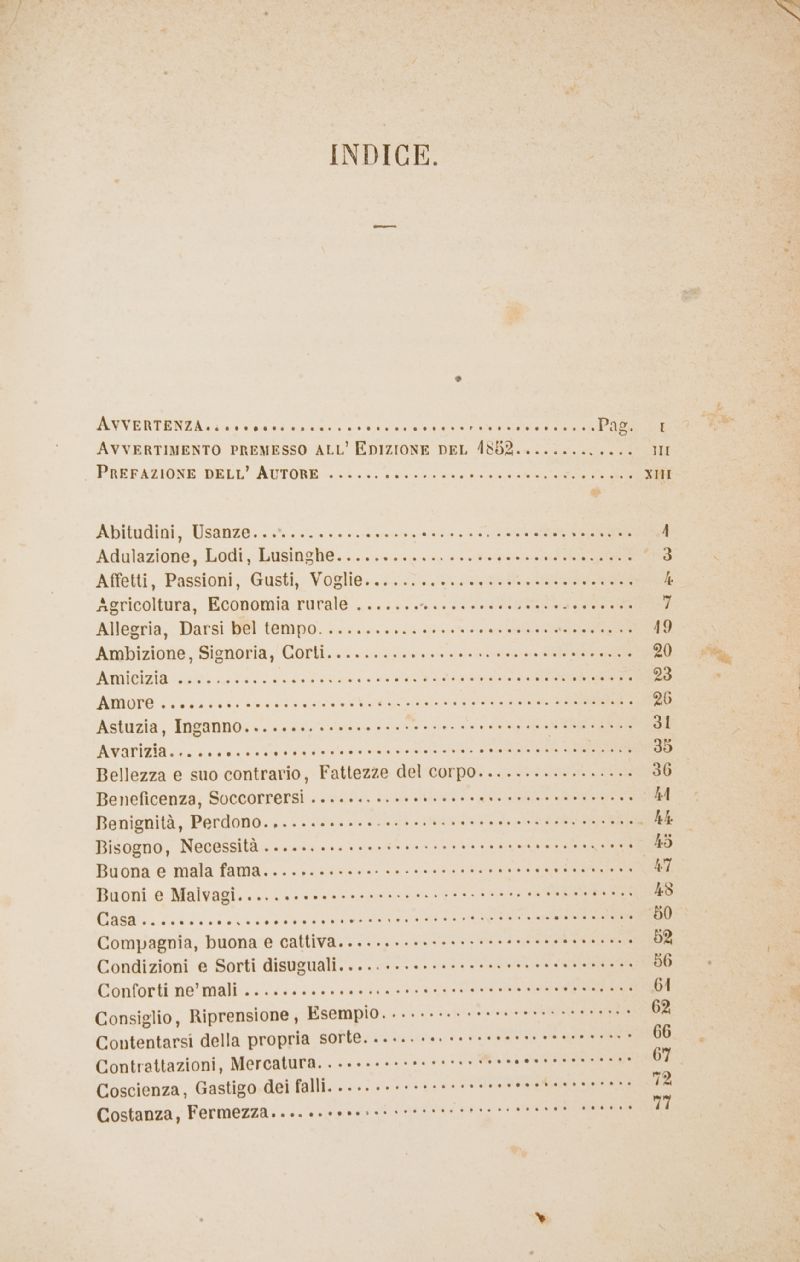 INDICE.
AVVERTENZA.......................................................Pag. I
AVVERTIMENTO PREMESSO ALL' EDIZIONE DEL 1852............. III
PREFAZIONE DELL' AUTORE .................................. XIII
Abitudini, Usanze.......................................... 1
Adulazione, Lodi, Lusinghe................................. 3
Affetti, Passioni, Gusti, Voglie........................... 4
Agricoltura, Economia rurale .............................. 7
Allegria, Darsi bel tempo.................................. 19
Ambizione, Signoria, Corti................................. 20
Amicizia .................................................. 23
Amore ..................................................... 26
Astuzia, Inganno........................................... 31
Avarizia................................................... 35
Bellezza e suo contrario, Fattezze del corpo............... 36
Beneficenza, Soccorrersi .................................. 41
Benignità, Perdono......................................... 44
Bisogno, Necessità ........................................ 45
Buona e mala fama.......................................... 47
Buoni e Malvagi............................................ 48
Casa ...................................................... 50
Compagnia, buona e cattiva................................. 52
Condizioni e Sorti disuguali............................... 56
Conforti ne' mali ......................................... 61
Consiglio, Riprensione, Esempio............................ 62
Contentarsi della propria sorte............................ 66
Contrattazioni, Mercatura.................................. 67
Coscienza, Gastigo dei falli............................... 72
Costanza, Fermezza......................................... 77